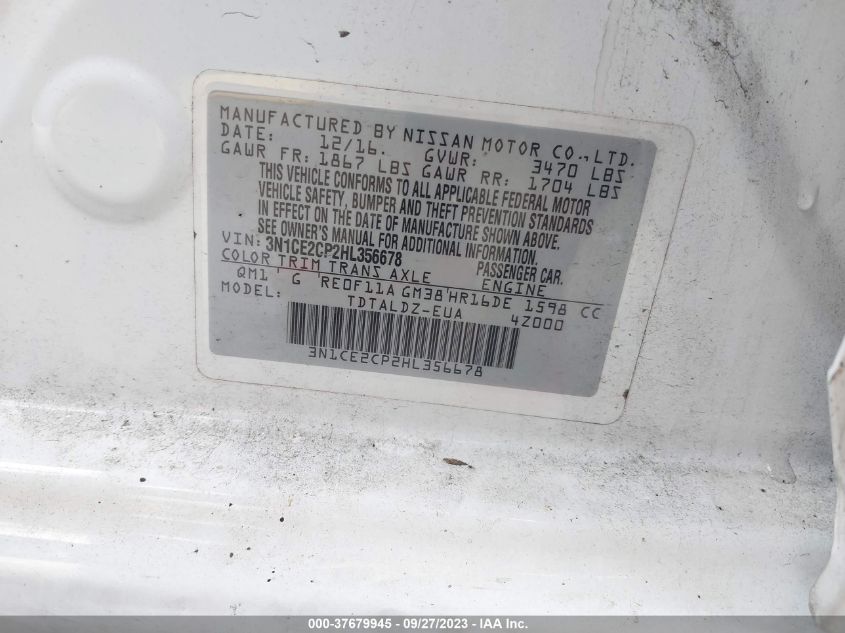 MANUFACTURED BY NISSAN MOTOR CO., LTD.
DATE: 12/16. GVWR: 3470 LBS
GAWR FR: 1867 LBS GAWR RR: 1704 LBS
THIS VEHICLE CONFORMS TO ALL APPLICABLE FEDERAL MOTOR
VEHICLE SAFETY, BUMPER AND THEFT PREVENTION STANDARDS
IN EFFECT ON THE DATE OF MANUFACTURE SHOWN ABOVE.
SEE OWNER'S MANUAL FOR ADDITIONAL INFORMATION.
VIN: 3N1CE2CP2HL356678 PASSENGER CAR.
COLOR TRIM TRANS AXLE ENGINE
QM1 ' G ' RE0F11A GM38 ' HR16DE 1598 CC
MODEL: TDTALDZ-EUA 4Z000
3N1CE2CP2HL356678
000-37679945 - 09/27/2023 - IAA Inc.